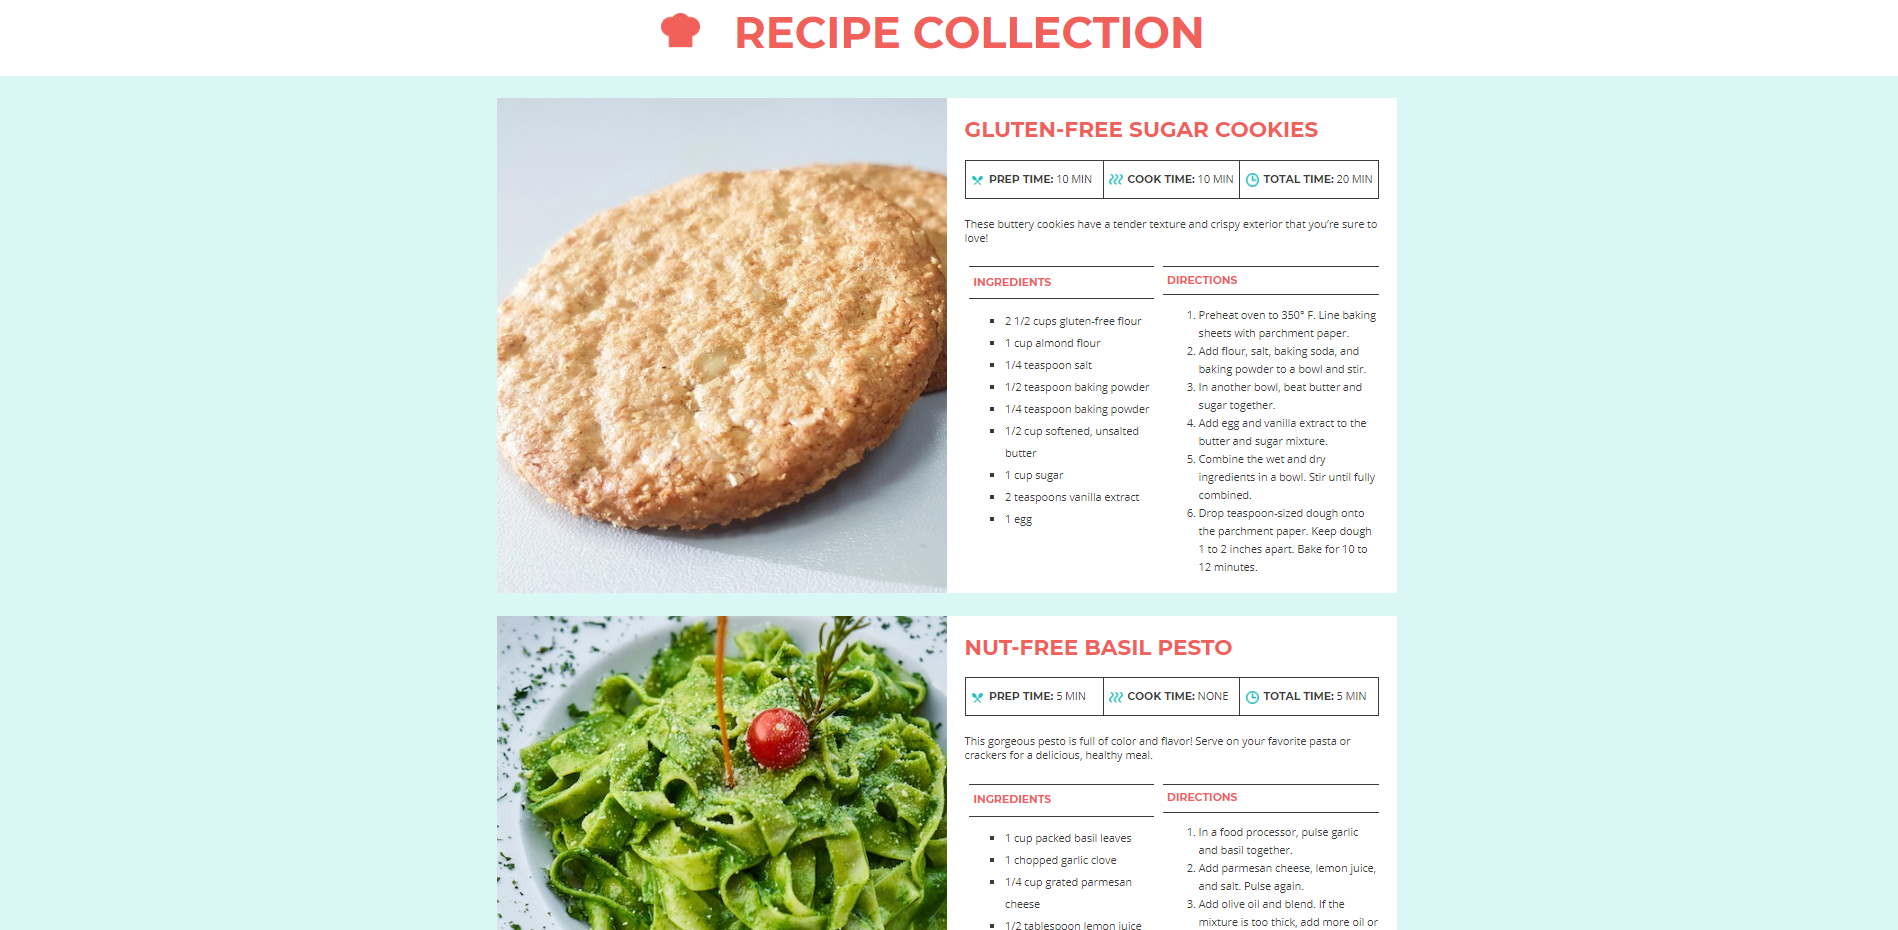 RECIPE COLLECTION
GLUTEN-FREE SUGAR COOKIES
PREP TIME: 10 MIN
COOK TIME: 10 MIN
TOTAL TIME: 20 MIN
These buttery cookies have a tender texture and crispy exterior that you're sure to
love!
INGREDIENTS
2 1/2 cups gluten-free flour
1 cup almond flour
1/4 teaspoon salt
1/2 teaspoon baking powder
1/4 teaspoon baking powder
1/2 cup softened, unsalted
butter
1 cup sugar
2 teaspoons vanilla extract
1 egg
DIRECTIONS
1. Preheat oven to 350° F. Line baking
sheets with parchment paper.
2. Add flour, salt, baking soda, and
baking powder to a bowl and stir.
3. In another bowl, beat butter and
sugar together.
4. Add egg and vanilla extract to the
butter and sugar mixture.
5. Combine the wet and dry
ingredients in a bowl. Stir until fully
combined.
6. Drop teaspoon-sized dough onto
the parchment paper. Keep dough
1 to 2 inches apart. Bake for 10 to
12 minutes.
NUT-FREE BASIL PESTO
PREP TIME: 5 MIN
COOK TIME: NONE
TOTAL TIME: 5 MIN
This gorgeous pesto is full of color and flavor! Serve on your favorite pasta or
crackers for a delicious, healthy meal.
INGREDIENTS
1 cup packed basil leaves
1 chopped garlic clove
1/4 cup grated parmesan
cheese
1/2 tablespoon lemon juice
DIRECTIONS
1. In a food processor, pulse garlic
and basil together.
2. Add parmesan cheese, lemon juice,
and salt. Pulse again.
3. Add olive oil and blend. If the
mixture is too thick, add more oil or